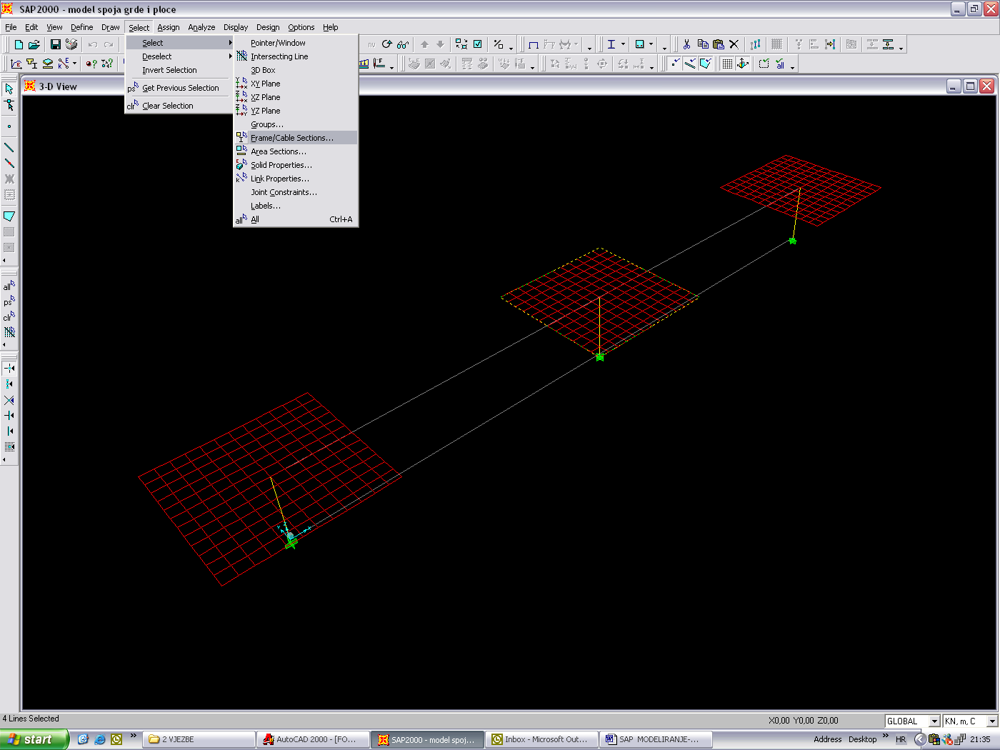 SAP2000 - model spoja grde i ploce
File Edit View Define Draw Select Assign Analyze Display Design Options Help
Select
Deselect
Invert Selection
ps Get Previous Selection
clr Clear Selection
Pointer/Window
Intersecting Line
3D Box
XY Plane
XZ Plane
YZ Plane
Groups...
Frame/Cable Sections...
Area Sections...
Solid Properties...
Link Properties...
Joint Constraints...
Labels...
all All Ctrl+A
3-D View
all
ps
clr
4 Lines Selected
X0,00 Y0,00 Z0,00
GLOBAL
KN, m, C
start
2 VJEZBE
AutoCAD 2000 - [FO...
SAP2000 - model spoj...
Inbox - Microsoft Out...
SAP MODELIRANJE-...
Address
Desktop
HR
21:35